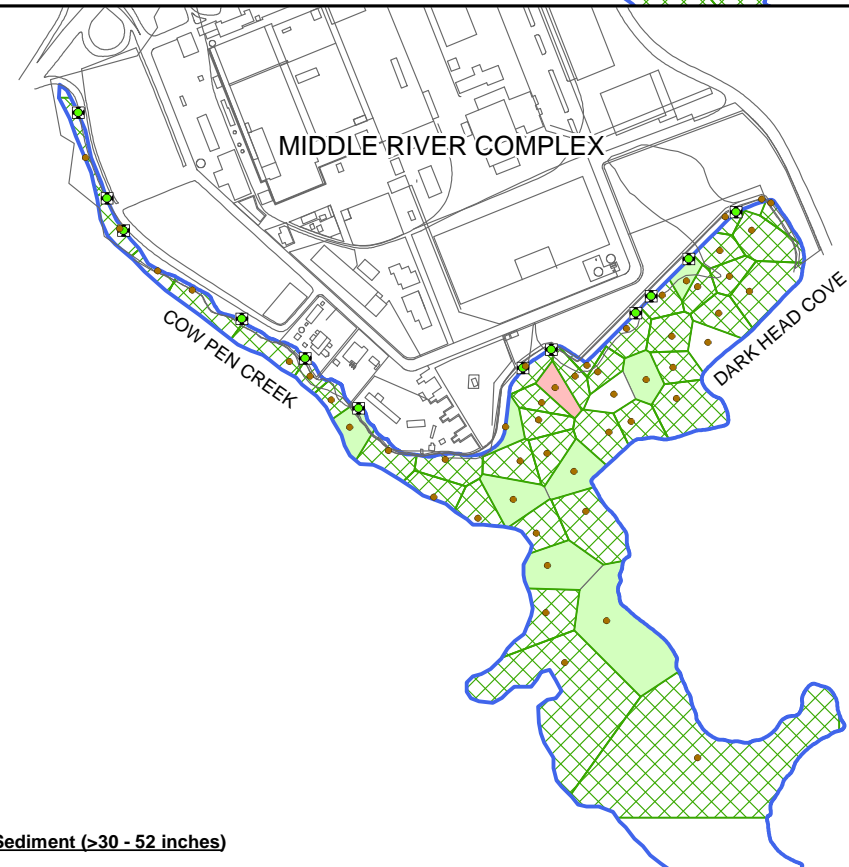 MIDDLE RIVER COMPLEX
COW PEN CREEK
DARK HEAD COVE
Sediment (>30 - 52 inches)